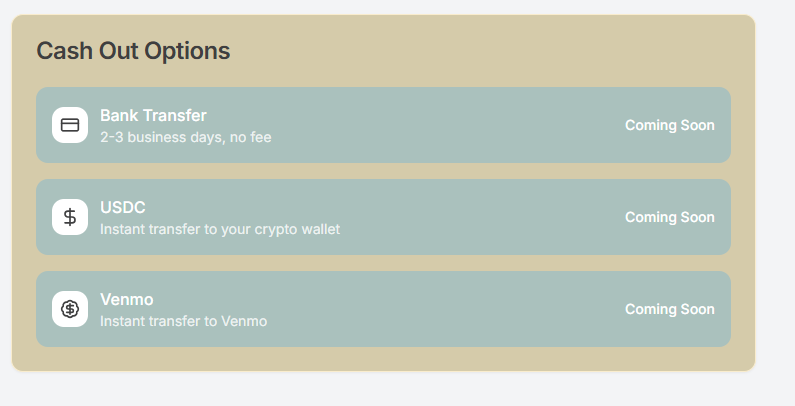 Cash Out Options
Bank Transfer
2-3 business days, no fee
Coming Soon
USDC
Instant transfer to your crypto wallet
Coming Soon
Venmo
Instant transfer to Venmo
Coming Soon